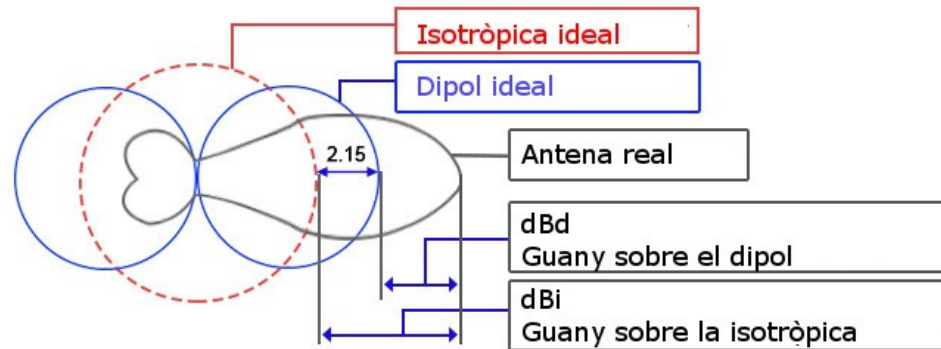 Isotròpica ideal
Dipol ideal
2.15
Antena real
dBd
Guany sobre el dipol
dBi
Guany sobre la isotròpica